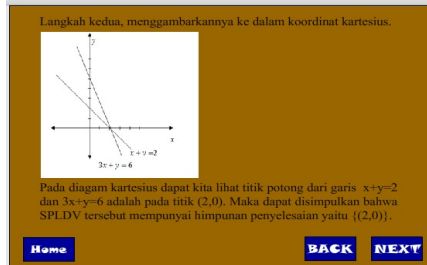 Langkah kedua, menggambarkannya ke dalam koordinat kartesius.
y
x
x + y =2
3x + y = 6
Pada diagam kartesius dapat kita lihat titik potong dari garis x+y=2
dan 3x+y=6 adalah pada titik (2,0). Maka dapat disimpulkan bahwa
SPLDV tersebut mempunyai himpunan penyelesaian yaitu {(2,0)}.
Home
BACK
NEXT